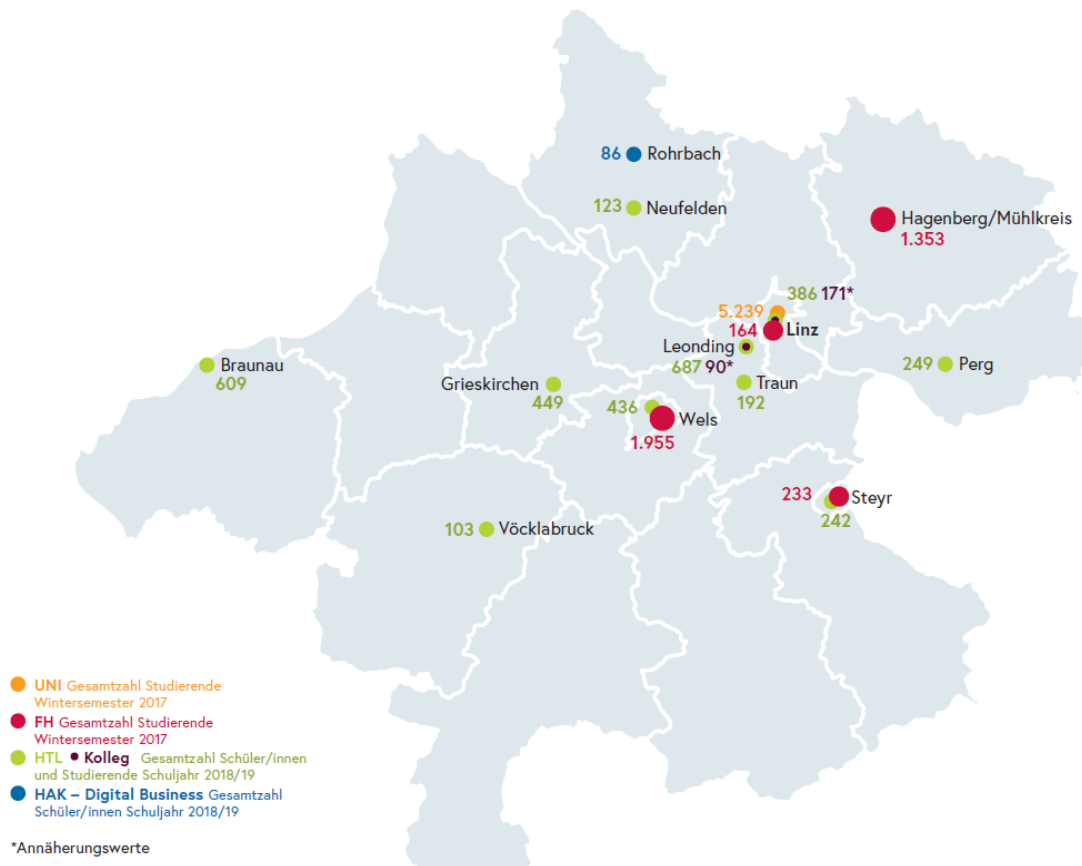 86 Rohrbach
123 Neufelden
Hagenberg/Mühlkreis
1.353
386 171*
5.239
164 Linz
Leonding
687 90*
Braunau
609
Grieskirchen
449
Traun
192
249 Perg
436
Wels
1.955
233 Steyr
242
103 Vöcklabruck
UNI Gesamtzahl Studierende
Wintersemester 2017
FH Gesamtzahl Studierende
Wintersemester 2017
HTL • Kolleg Gesamtzahl Schüler/innen
und Studierende Schuljahr 2018/19
HAK – Digital Business Gesamtzahl
Schüler/innen Schuljahr 2018/19
*Annäherungswerte